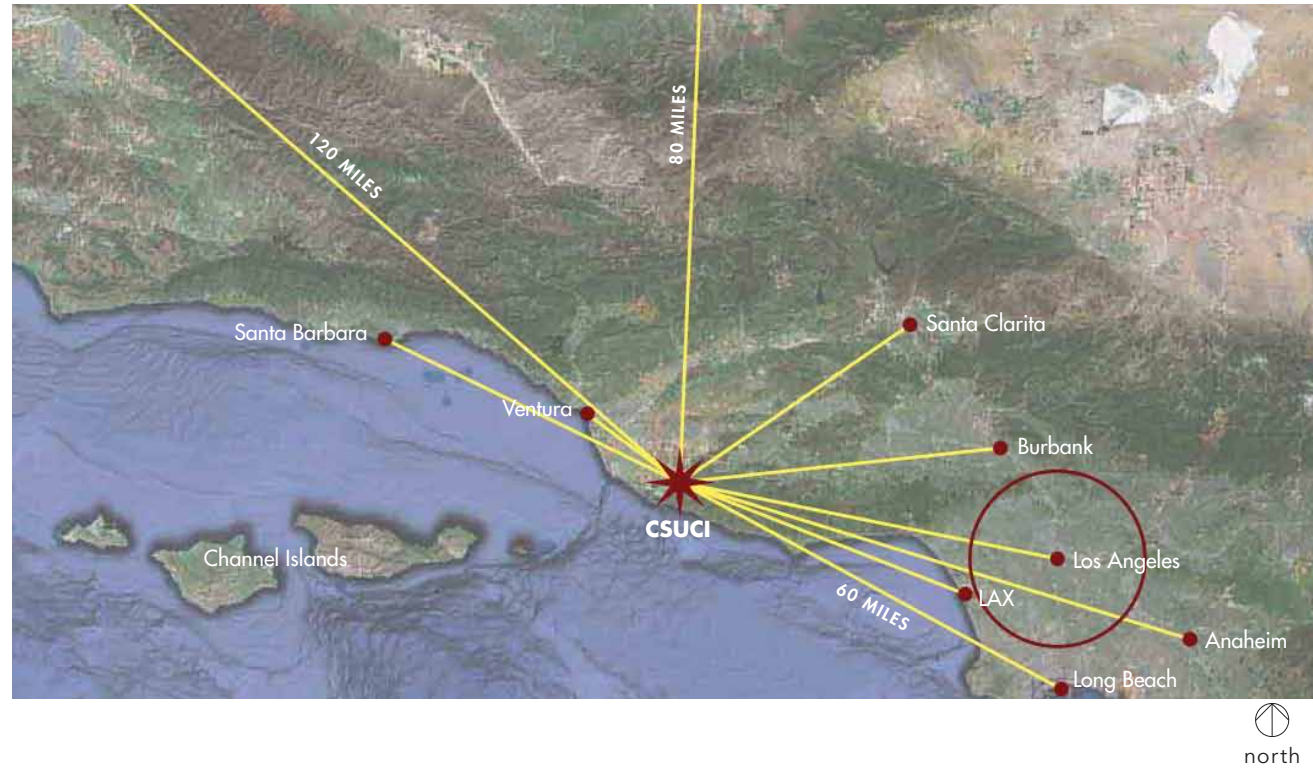 120 MILES
80 MILES
Santa Barbara
Santa Clarita
Ventura
Burbank
CSUCI
Channel Islands
Los Angeles
60 MILES
LAX
Anaheim
Long Beach
north